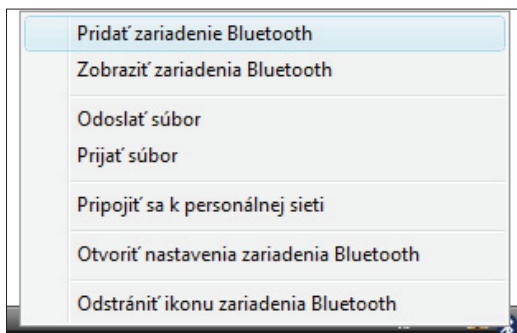 Pridať zariadenie Bluetooth
Zobraziť zariadenia Bluetooth
Odoslať súbor
Prijať súbor
Pripojiť sa k personálnej sieti
Otvoriť nastavenia zariadenia Bluetooth
Odstrániť ikonu zariadenia Bluetooth